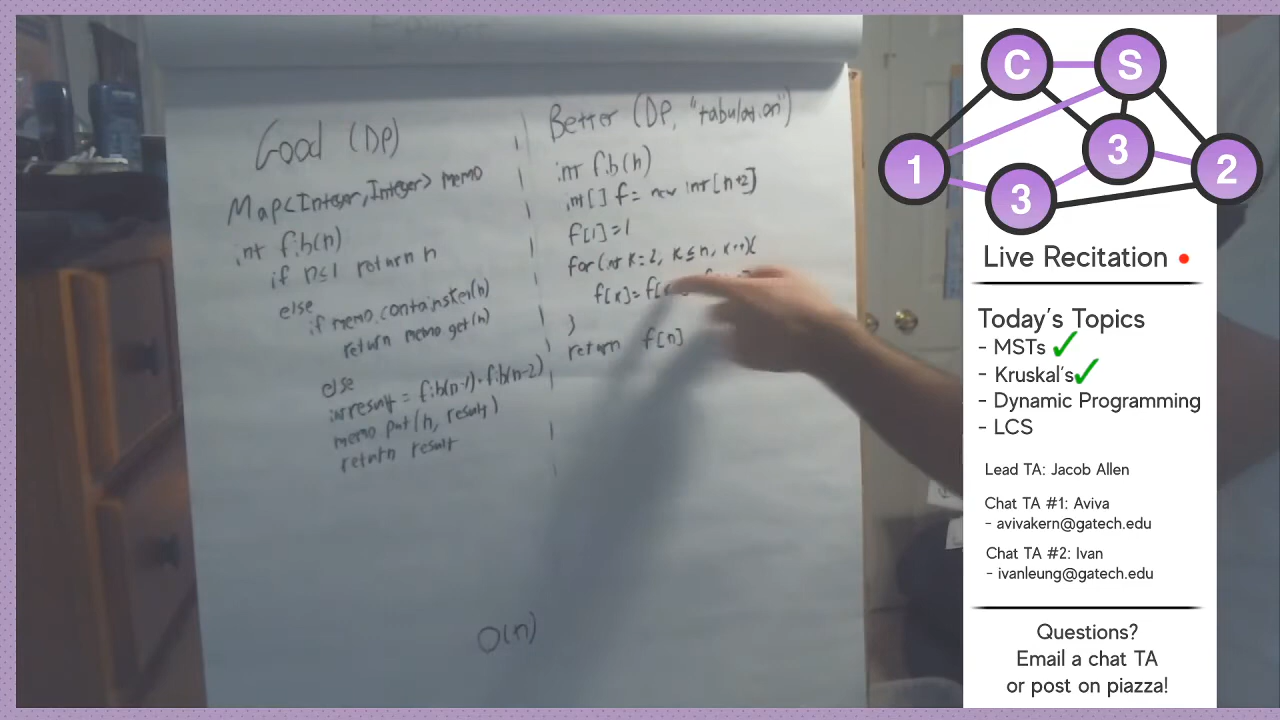 Good (DP)
Map<Integer, Integer> memo
int fib(n)
if n≤1 return n
else
if memo.containsKey(n)
return memo.get(n)
else
int result = fib(n-1)+fib(n-2)
memo.put(n, result)
return result
Better (DP, "tabulation")
int fib(n)
int[] f = new int[n+2]
f[1]=1
for(int k=2, k≤n, k++){
f[k]=f[
}
return f[n]
O(n)
C S
1 3 3 2
Live Recitation
Today's Topics
- MSTs ✓
- Kruskal's ✓
- Dynamic Programming
- LCS
Lead TA: Jacob Allen
Chat TA #1: Aviva
- avivakern@gatech.edu
Chat TA #2: Ivan
- ivanleung@gatech.edu
Questions?
Email a chat TA
or post on piazza!